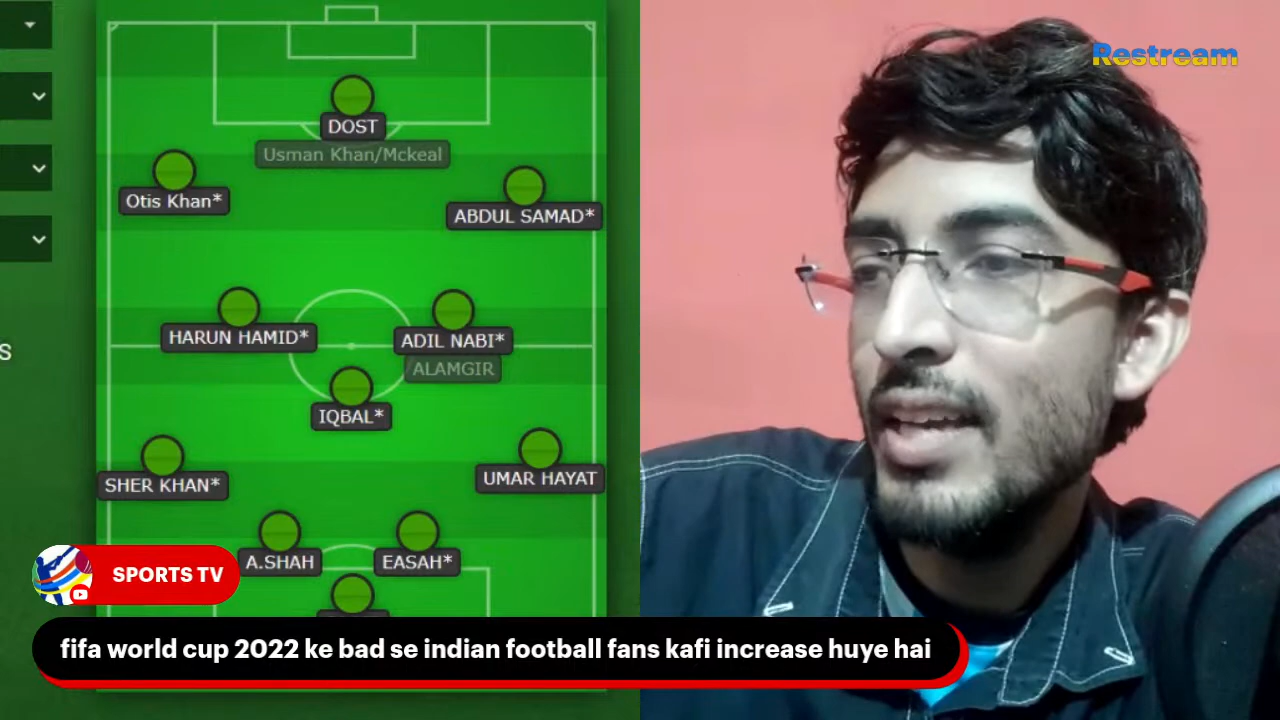 Restream
DOST
Usman Khan/Mckeal
Otis Khan*
ABDUL SAMAD*
HARUN HAMID*
ADIL NABI*
ALAMGIR
S
IQBAL*
SHER KHAN*
UMAR HAYAT
A.SHAH
EASAH*
SPORTS TV
fifa world cup 2022 ke bad se indian football fans kafi increase huye hai